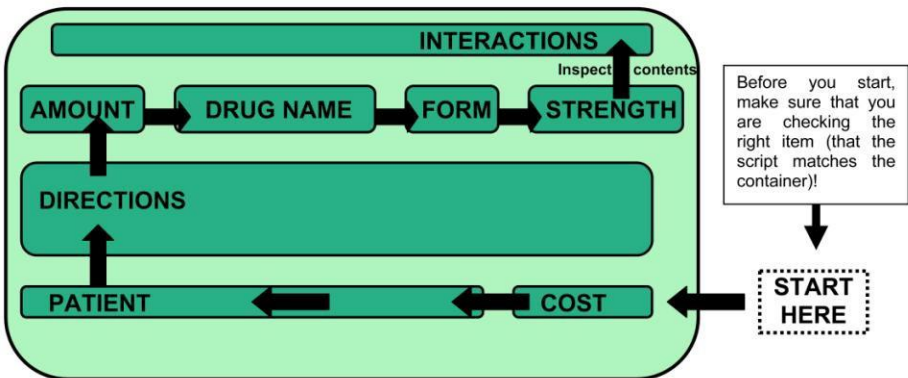 INTERACTIONS
Inspect contents
AMOUNT DRUG NAME FORM STRENGTH
DIRECTIONS
PATIENT COST
Before you start,
make sure that you
are checking the
right item (that the
script matches the
container)!
START
HERE